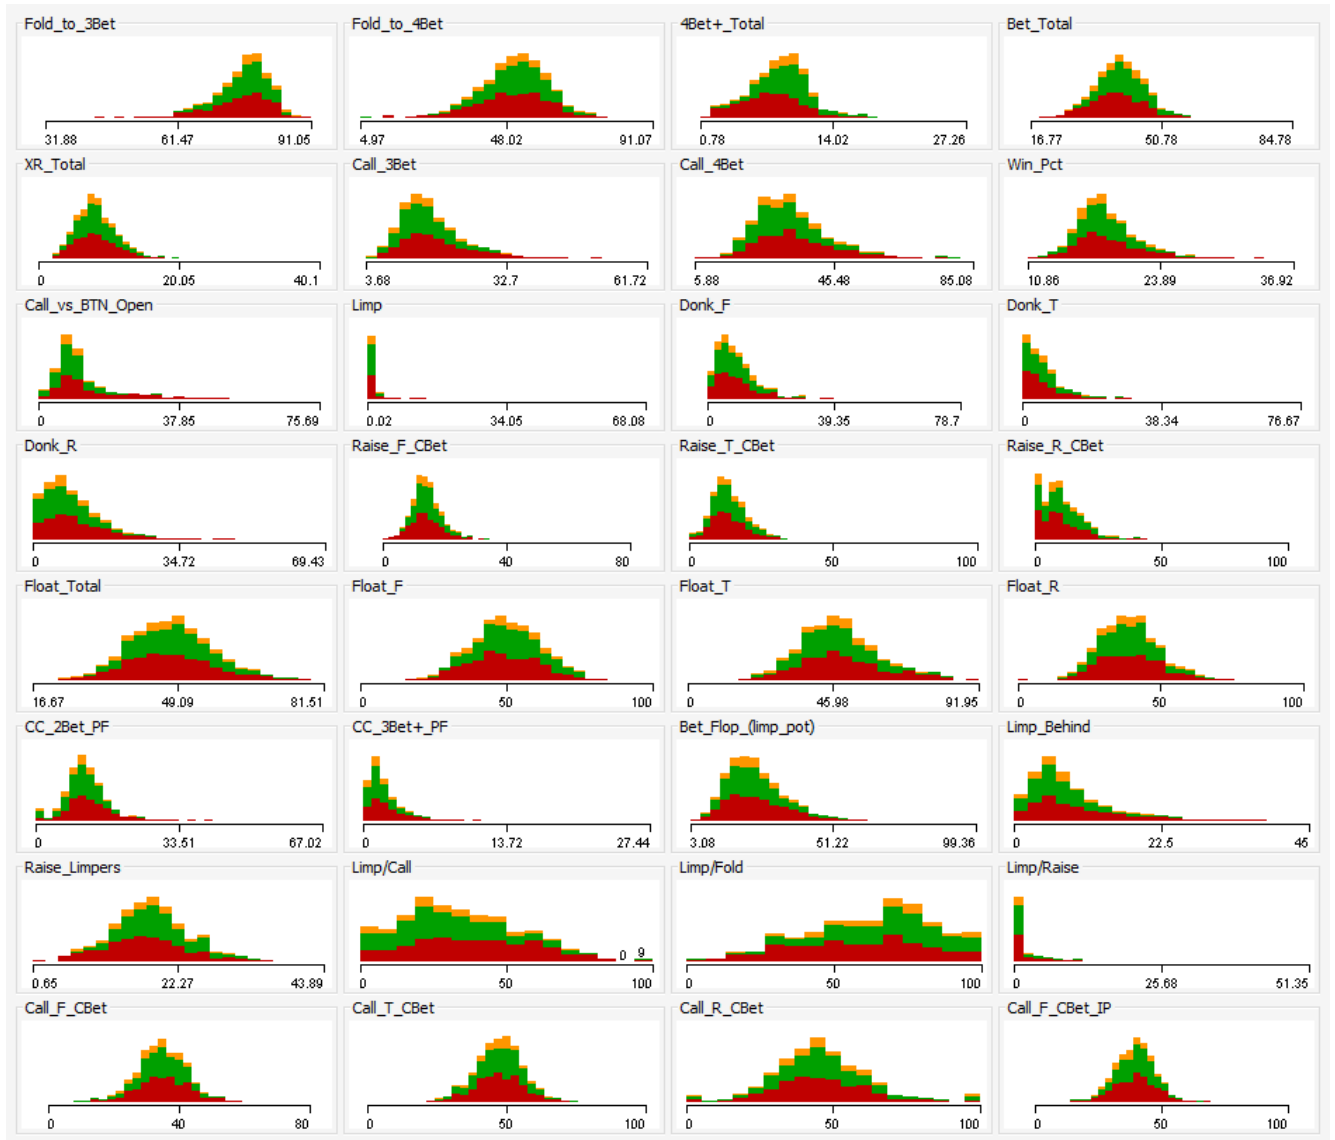 Fold_to_3Bet Fold_to_4Bet 4Bet+_Total Bet_Total
31.88 61.47 91.05 4.97 48.02 91.07 0.78 14.02 27.26 16.77 50.78 84.78
XR_Total Call_3Bet Call_4Bet Win_Pct
0 20.05 40.1 3.68 32.7 61.72 5.88 45.48 85.08 10.86 23.89 36.92
Call_vs_BTN_Open Limp Donk_F Donk_T
0 37.85 75.69 0.02 34.05 68.08 0 39.35 78.7 0 38.34 76.67
Donk_R Raise_F_CBet Raise_T_CBet Raise_R_CBet
0 34.72 69.43 0 40 80 0 50 100 0 50 100
Float_Total Float_F Float_T Float_R
16.67 49.09 81.51 0 50 100 0 45.98 91.95 0 50 100
CC_2Bet_PF CC_3Bet+_PF Bet_Flop_(limp_pot) Limp_Behind
0 33.51 67.02 0 13.72 27.44 3.08 51.22 99.36 0 22.5 45
Raise_Limpers Limp/Call Limp/Fold Limp/Raise
0 9
0.65 22.27 43.89 0 50 100 0 50 100 0 25.68 51.35
Call_F_CBet Call_T_CBet Call_R_CBet Call_F_CBet_IP
0 40 80 0 50 100 0 50 100 0 50 100